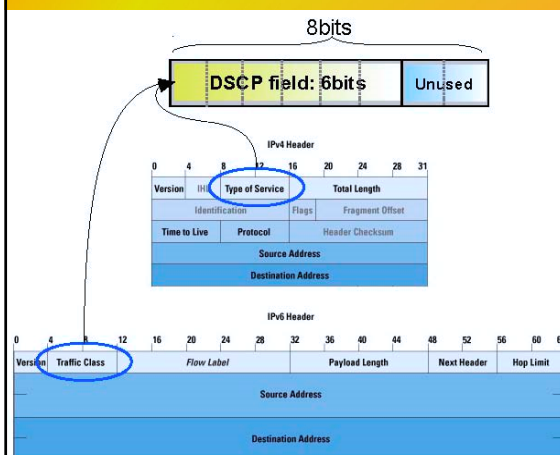 8bits
DSCP field: 6bits Unused
IPv4 Header
0 4 8 12 16 20 24 28 31
Version IHL Type of Service Total Length
Identification Flags Fragment Offset
Time to Live Protocol Header Checksum
Source Address
Destination Address
IPv6 Header
0 4 8 12 16 20 24 28 32 36 40 44 48 52 56 60
Version Traffic Class Flow Label Payload Length Next Header Hop Limit
Source Address
Destination Address